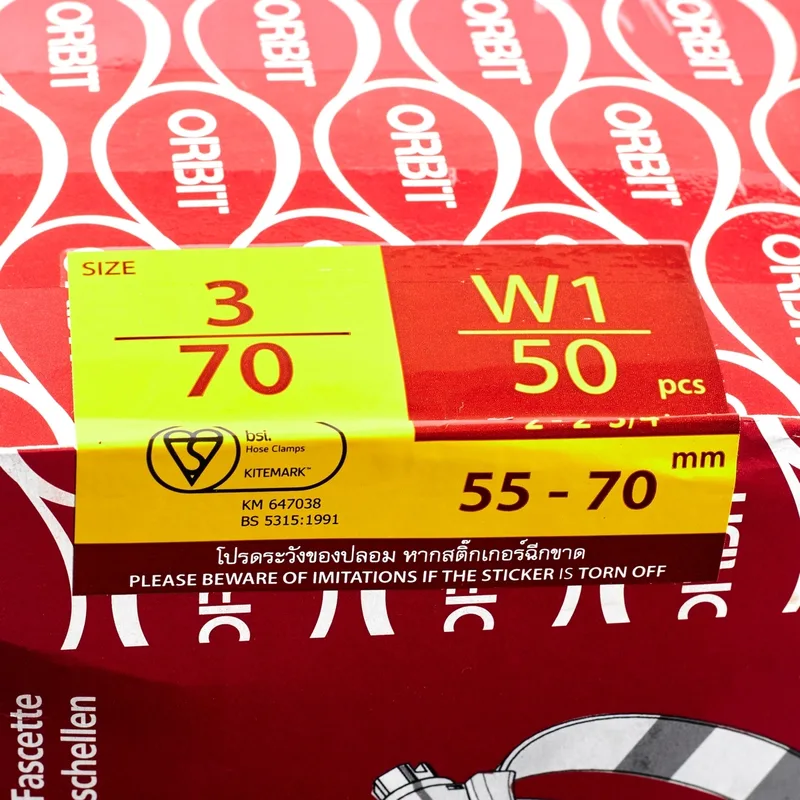 ORBIT
ORBIT
ORBIT
ORBIT
ORBIT
ORBIT
ORBIT
ORBIT
SIZE
3
70
W1
50 pcs
bsi.
Hose Clamps
KITEMARK™
KM 647038
BS 5315:1991
mm
55 - 70
โปรดระวังของปลอม หากสติ๊กเกอร์ฉีกขาด
PLEASE BEWARE OF IMITATIONS IF THE STICKER IS TORN OFF
Fascette
schellen